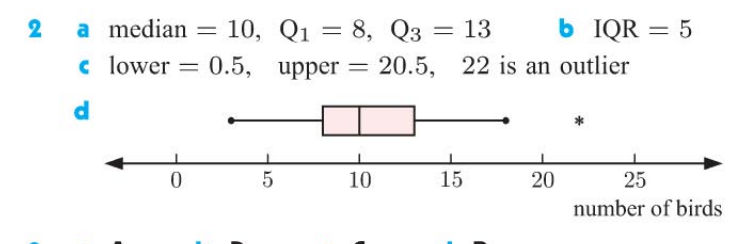 2 a median = 10, Q₁ = 8, Q₃ = 13 b IQR = 5
c lower = 0.5, upper = 20.5, 22 is an outlier
d
*
0 5 10 15 20 25
number of birds